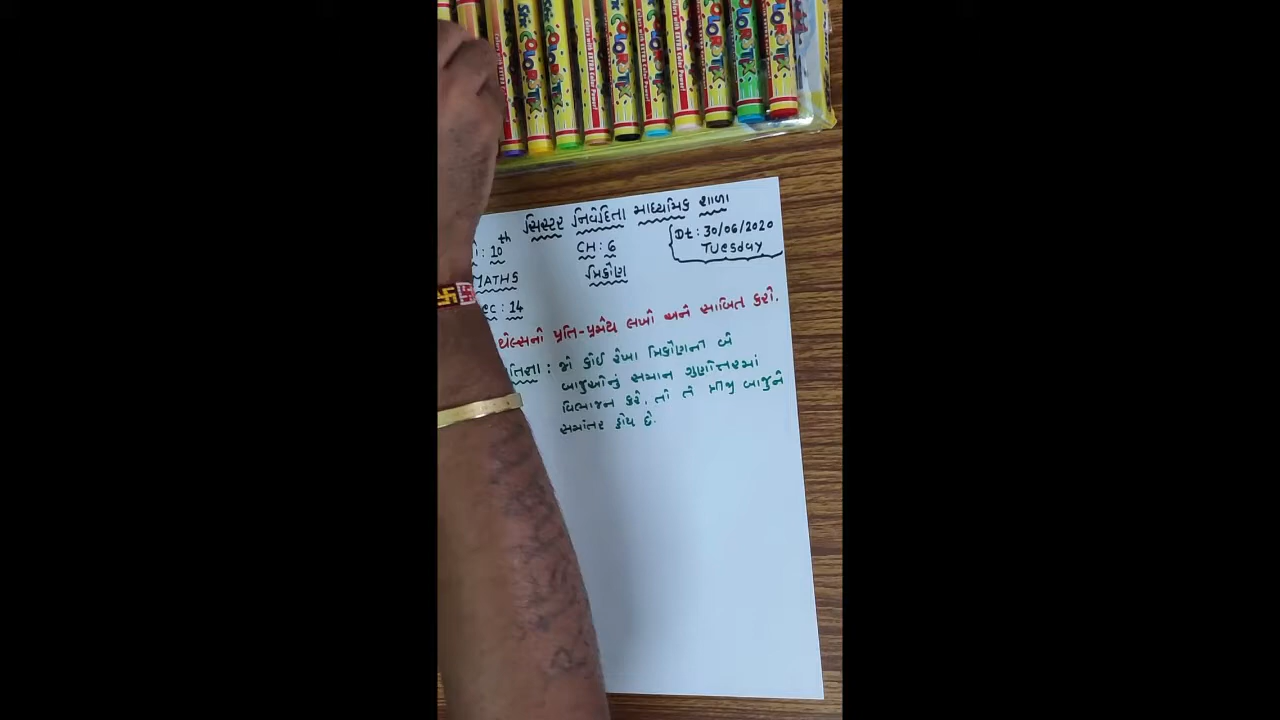 COLORSTIX
સિસ્ટર નિવેદિતા માધ્યમિક શાળા
: 10th CH: 6 Dt: 30/06/2020
MATHS ત્રિકોણ Tuesday
: 14
થેલ્સનો પ્રતિ-પ્રમેય લખો અને સાબિત કરો.
: જો કોઈ રેખા ત્રિકોણની બે
બાજુઓનું સમાન ગુણોત્તરમાં
વિભાજન કરે, તો તે ત્રીજી બાજુને
સમાંતર હોય છે.